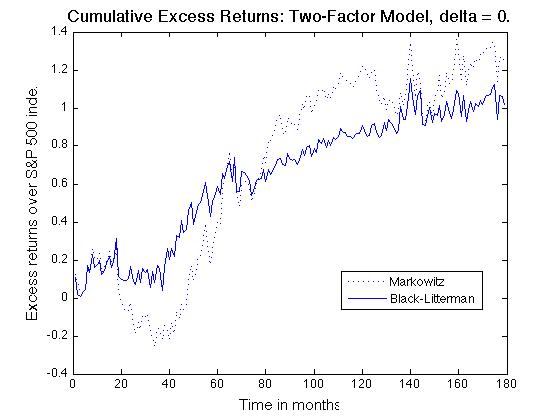 Cumulative Excess Returns: Two-Factor Model, delta = 0.
1.4
1.2
1
0.8
0.6
0.4
0.2
0
-0.2
-0.4
Excess returns over S&P 500 inde.
Markowitz
Black-Litterman
0 20 40 60 80 100 120 140 160 180
Time in months